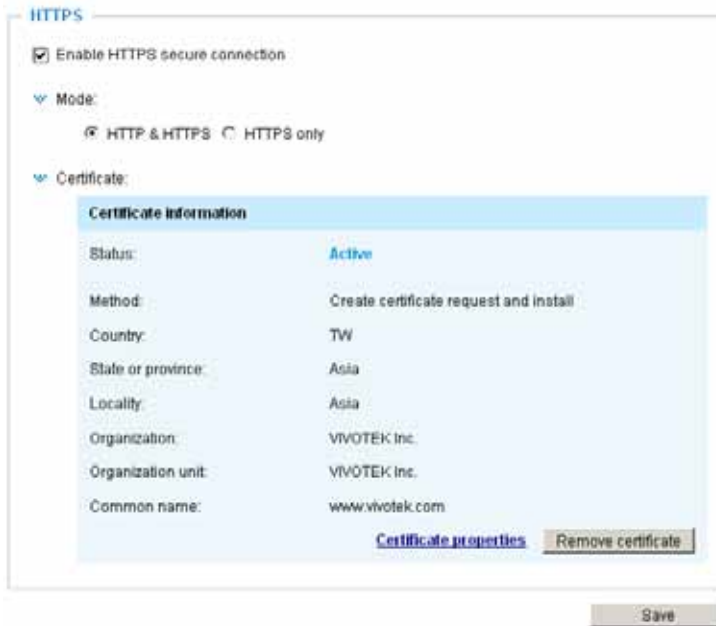 HTTPS
Enable HTTPS secure connection
Mode:
HTTP & HTTPS HTTPS only
Certificate:
Certificate information
Status: Active
Method: Create certificate request and install
Country: TW
State or province: Asia
Locality: Asia
Organization: VIVOTEK Inc.
Organization unit: VIVOTEK Inc.
Common name: www.vivotek.com
Certificate properties Remove certificate
Save